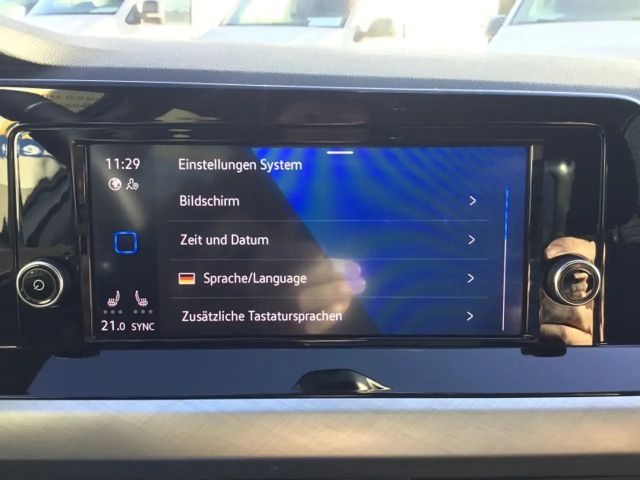 11:29
Einstellungen System
Bildschirm
Zeit und Datum
Sprache/Language
Zusätzliche Tastatursprachen
21.0 SYNC